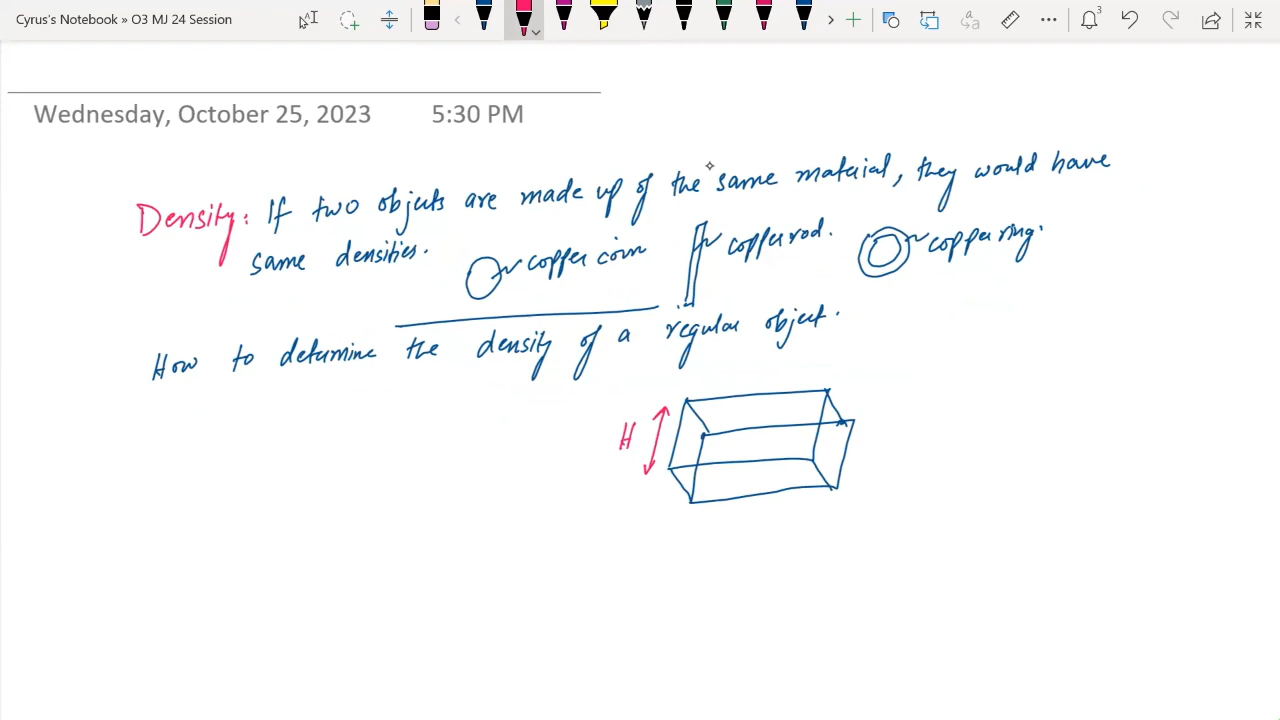 Cyrus's Notebook » O3 MJ 24 Session
3
Wednesday, October 25, 2023 5:30 PM
Density: If two objects are made up of the same material, they would have
same densities. copper coin copper rod. copper ring.
How to determine the density of a regular object.
H